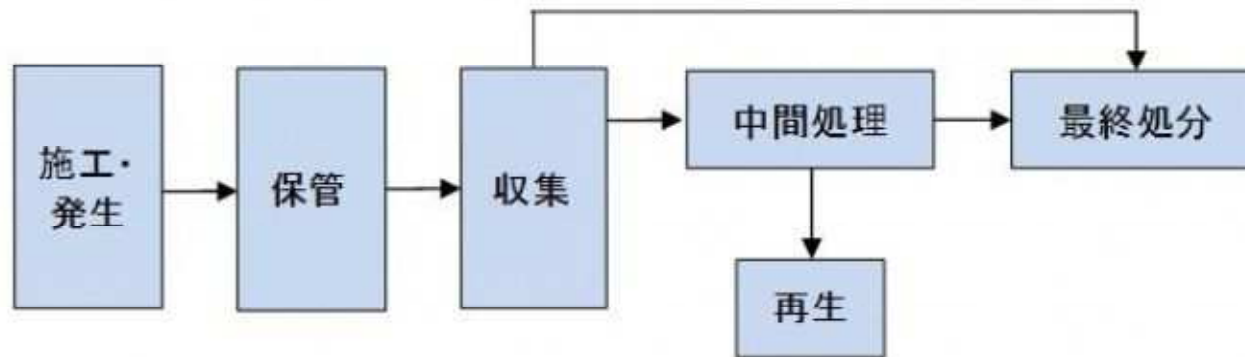 施工・
発生
保管
収集
中間処理
最終処分
再生